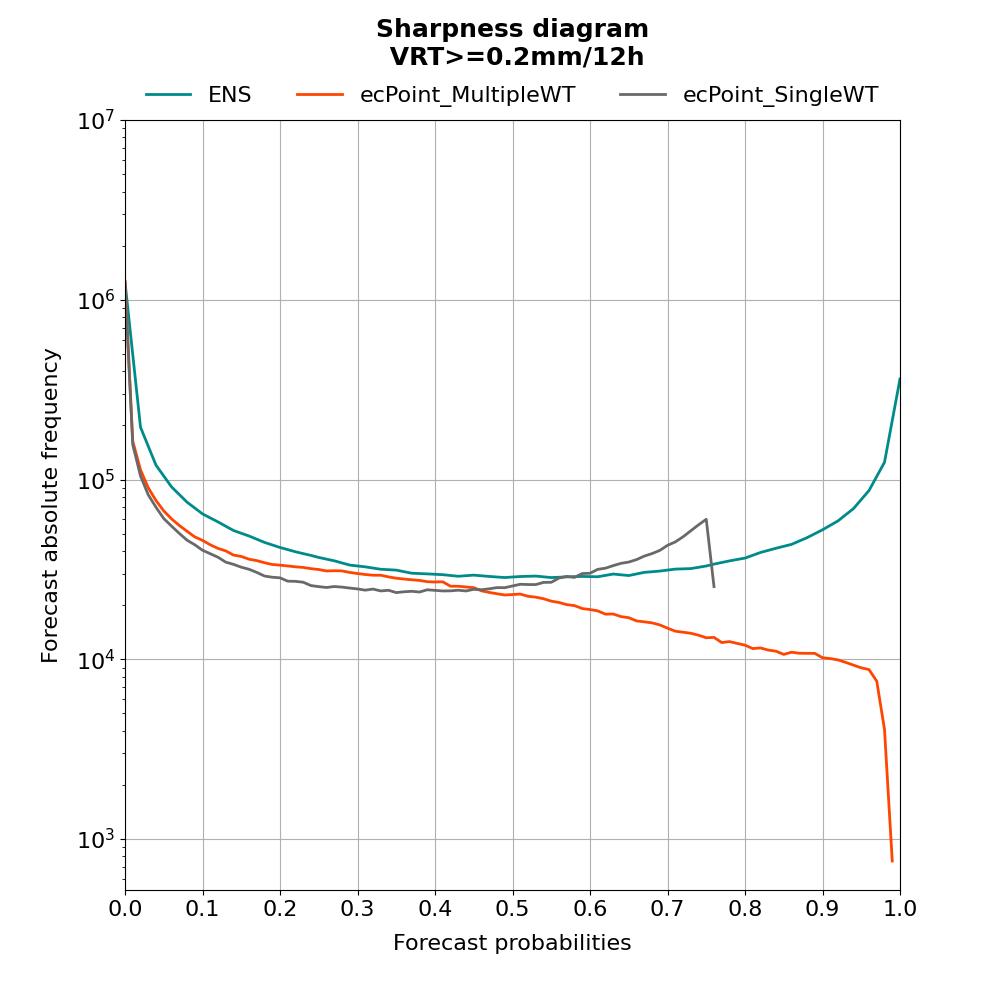 Sharpness diagram
VRT>=0.2mm/12h
ENS ecPoint_MultipleWT ecPoint_SingleWT
10^7
10^6
10^5
10^4
10^3
Forecast absolute frequency
0.0 0.1 0.2 0.3 0.4 0.5 0.6 0.7 0.8 0.9 1.0
Forecast probabilities